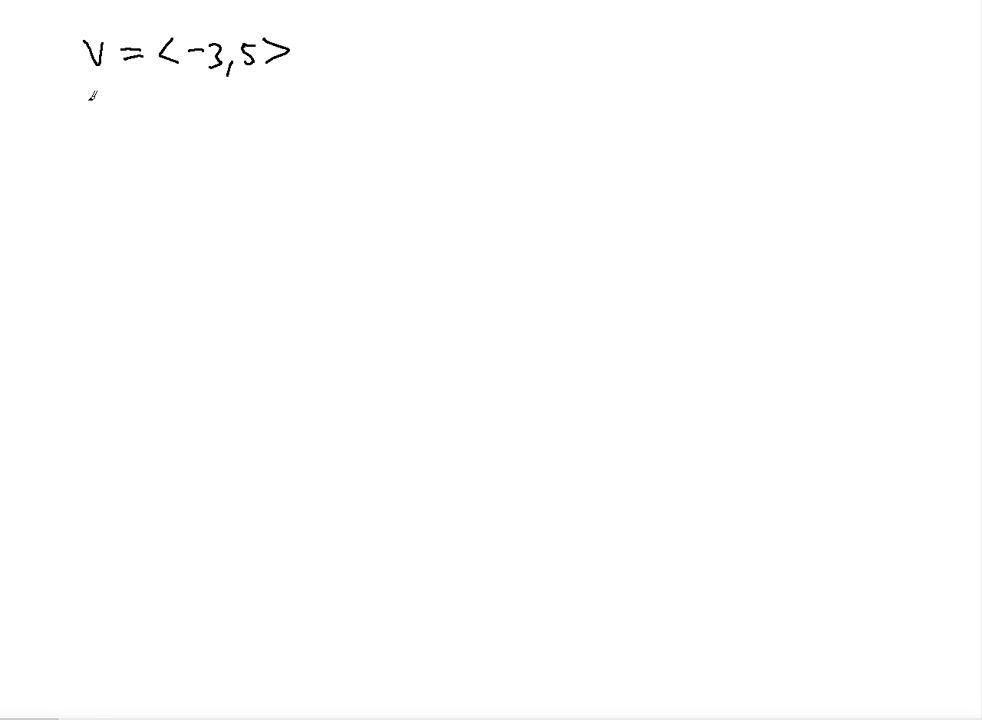 V = < -3, 5 >